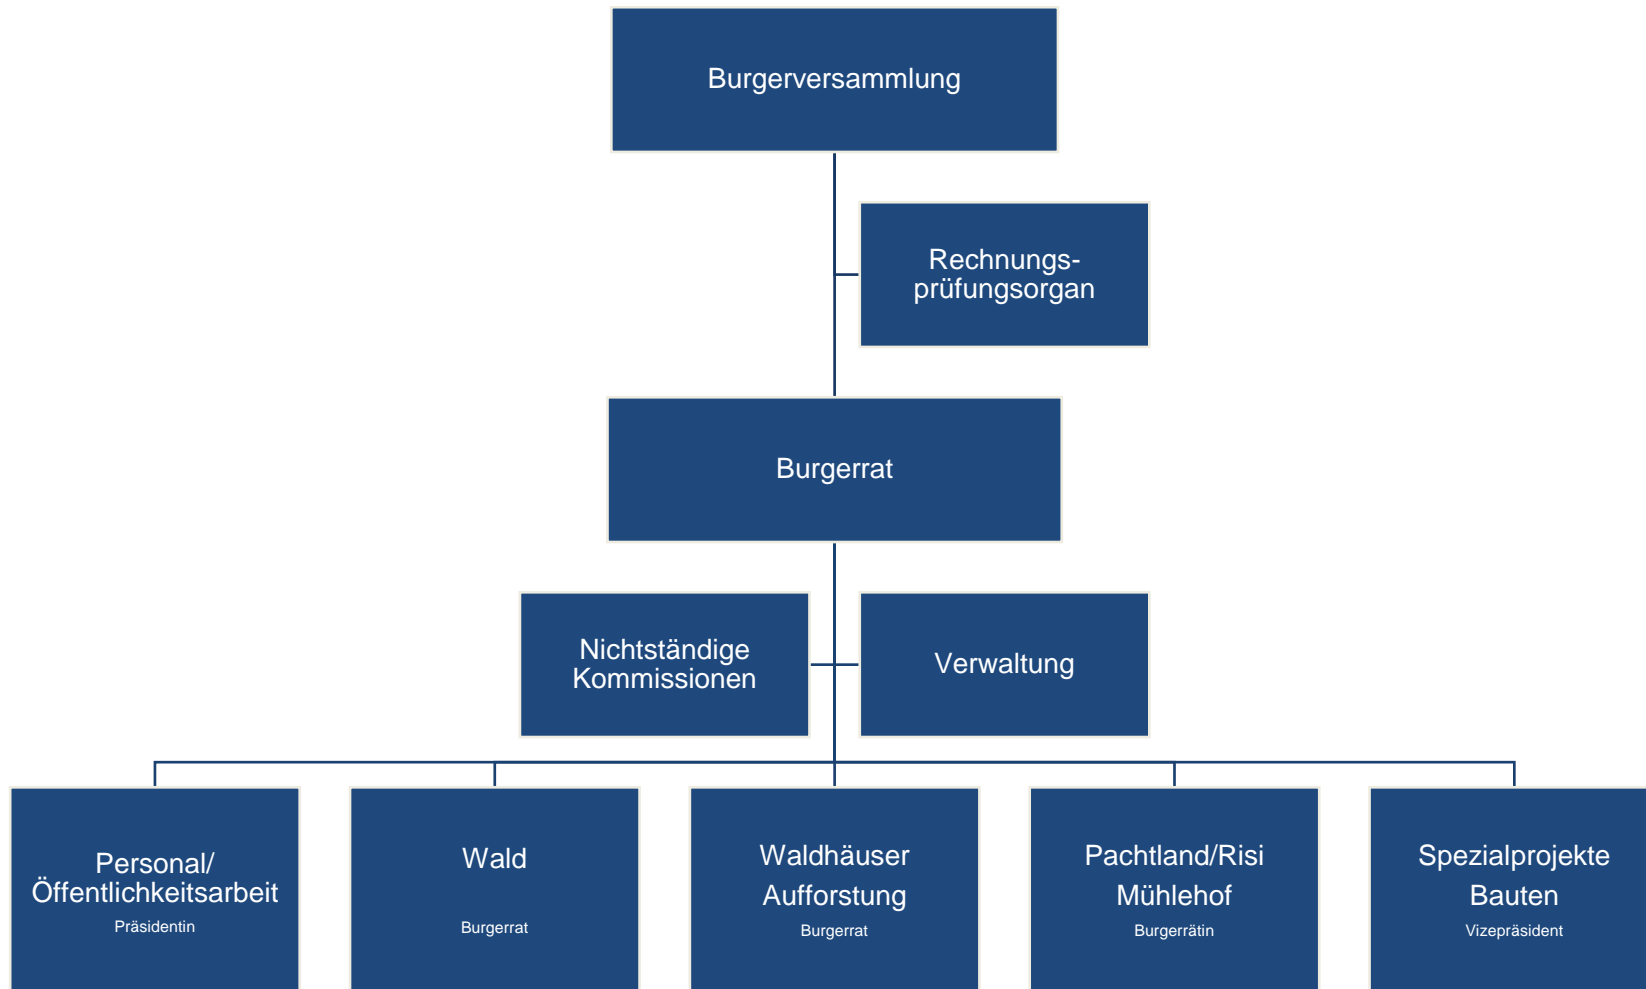 Burgerversammlung
Rechnungs-
prüfungsorgan
Burgerrat
Nichtständige
Kommissionen
Verwaltung
Personal/
Öffentlichkeitsarbeit
Präsidentin
Wald
Burgerrat
Waldhäuser
Aufforstung
Burgerrat
Pachtland/Risi
Mühlehof
Burgerrätin
Spezialprojekte
Bauten
Vizepräsident